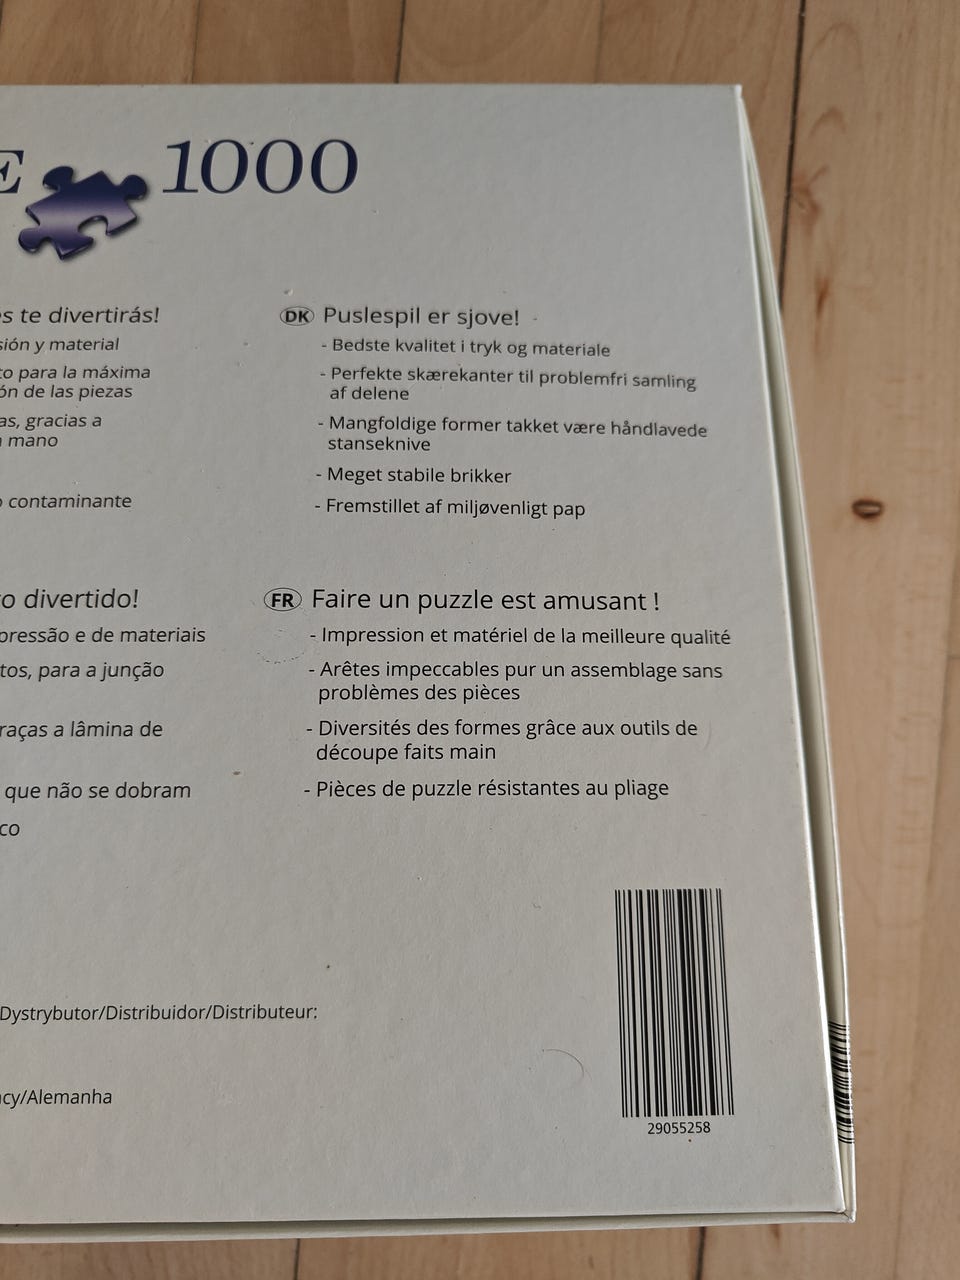 E 1000
es te divertirás!
sión y material
to para la máxima
ón de las piezas
as, gracias a
mano
contaminante
DK Puslespil er sjove!
- Bedste kvalitet i tryk og materiale
- Perfekte skærekanter til problemfri samling
af delene
- Mangfoldige former takket være håndlavede
stanseknive
- Meget stabile brikker
- Fremstillet af miljøvenligt pap
o divertido!
pressão e de materiais
tos, para a junção
raças a lâmina de
que não se dobram
co
FR Faire un puzzle est amusant !
- Impression et matériel de la meilleure qualité
- Arêtes impeccables pur un assemblage sans
problèmes des pièces
- Diversités des formes grâce aux outils de
découpe faits main
- Pièces de puzzle résistantes au pliage
Dystrybutor/Distribuidor/Distributeur:
cy/Alemanha
29055258